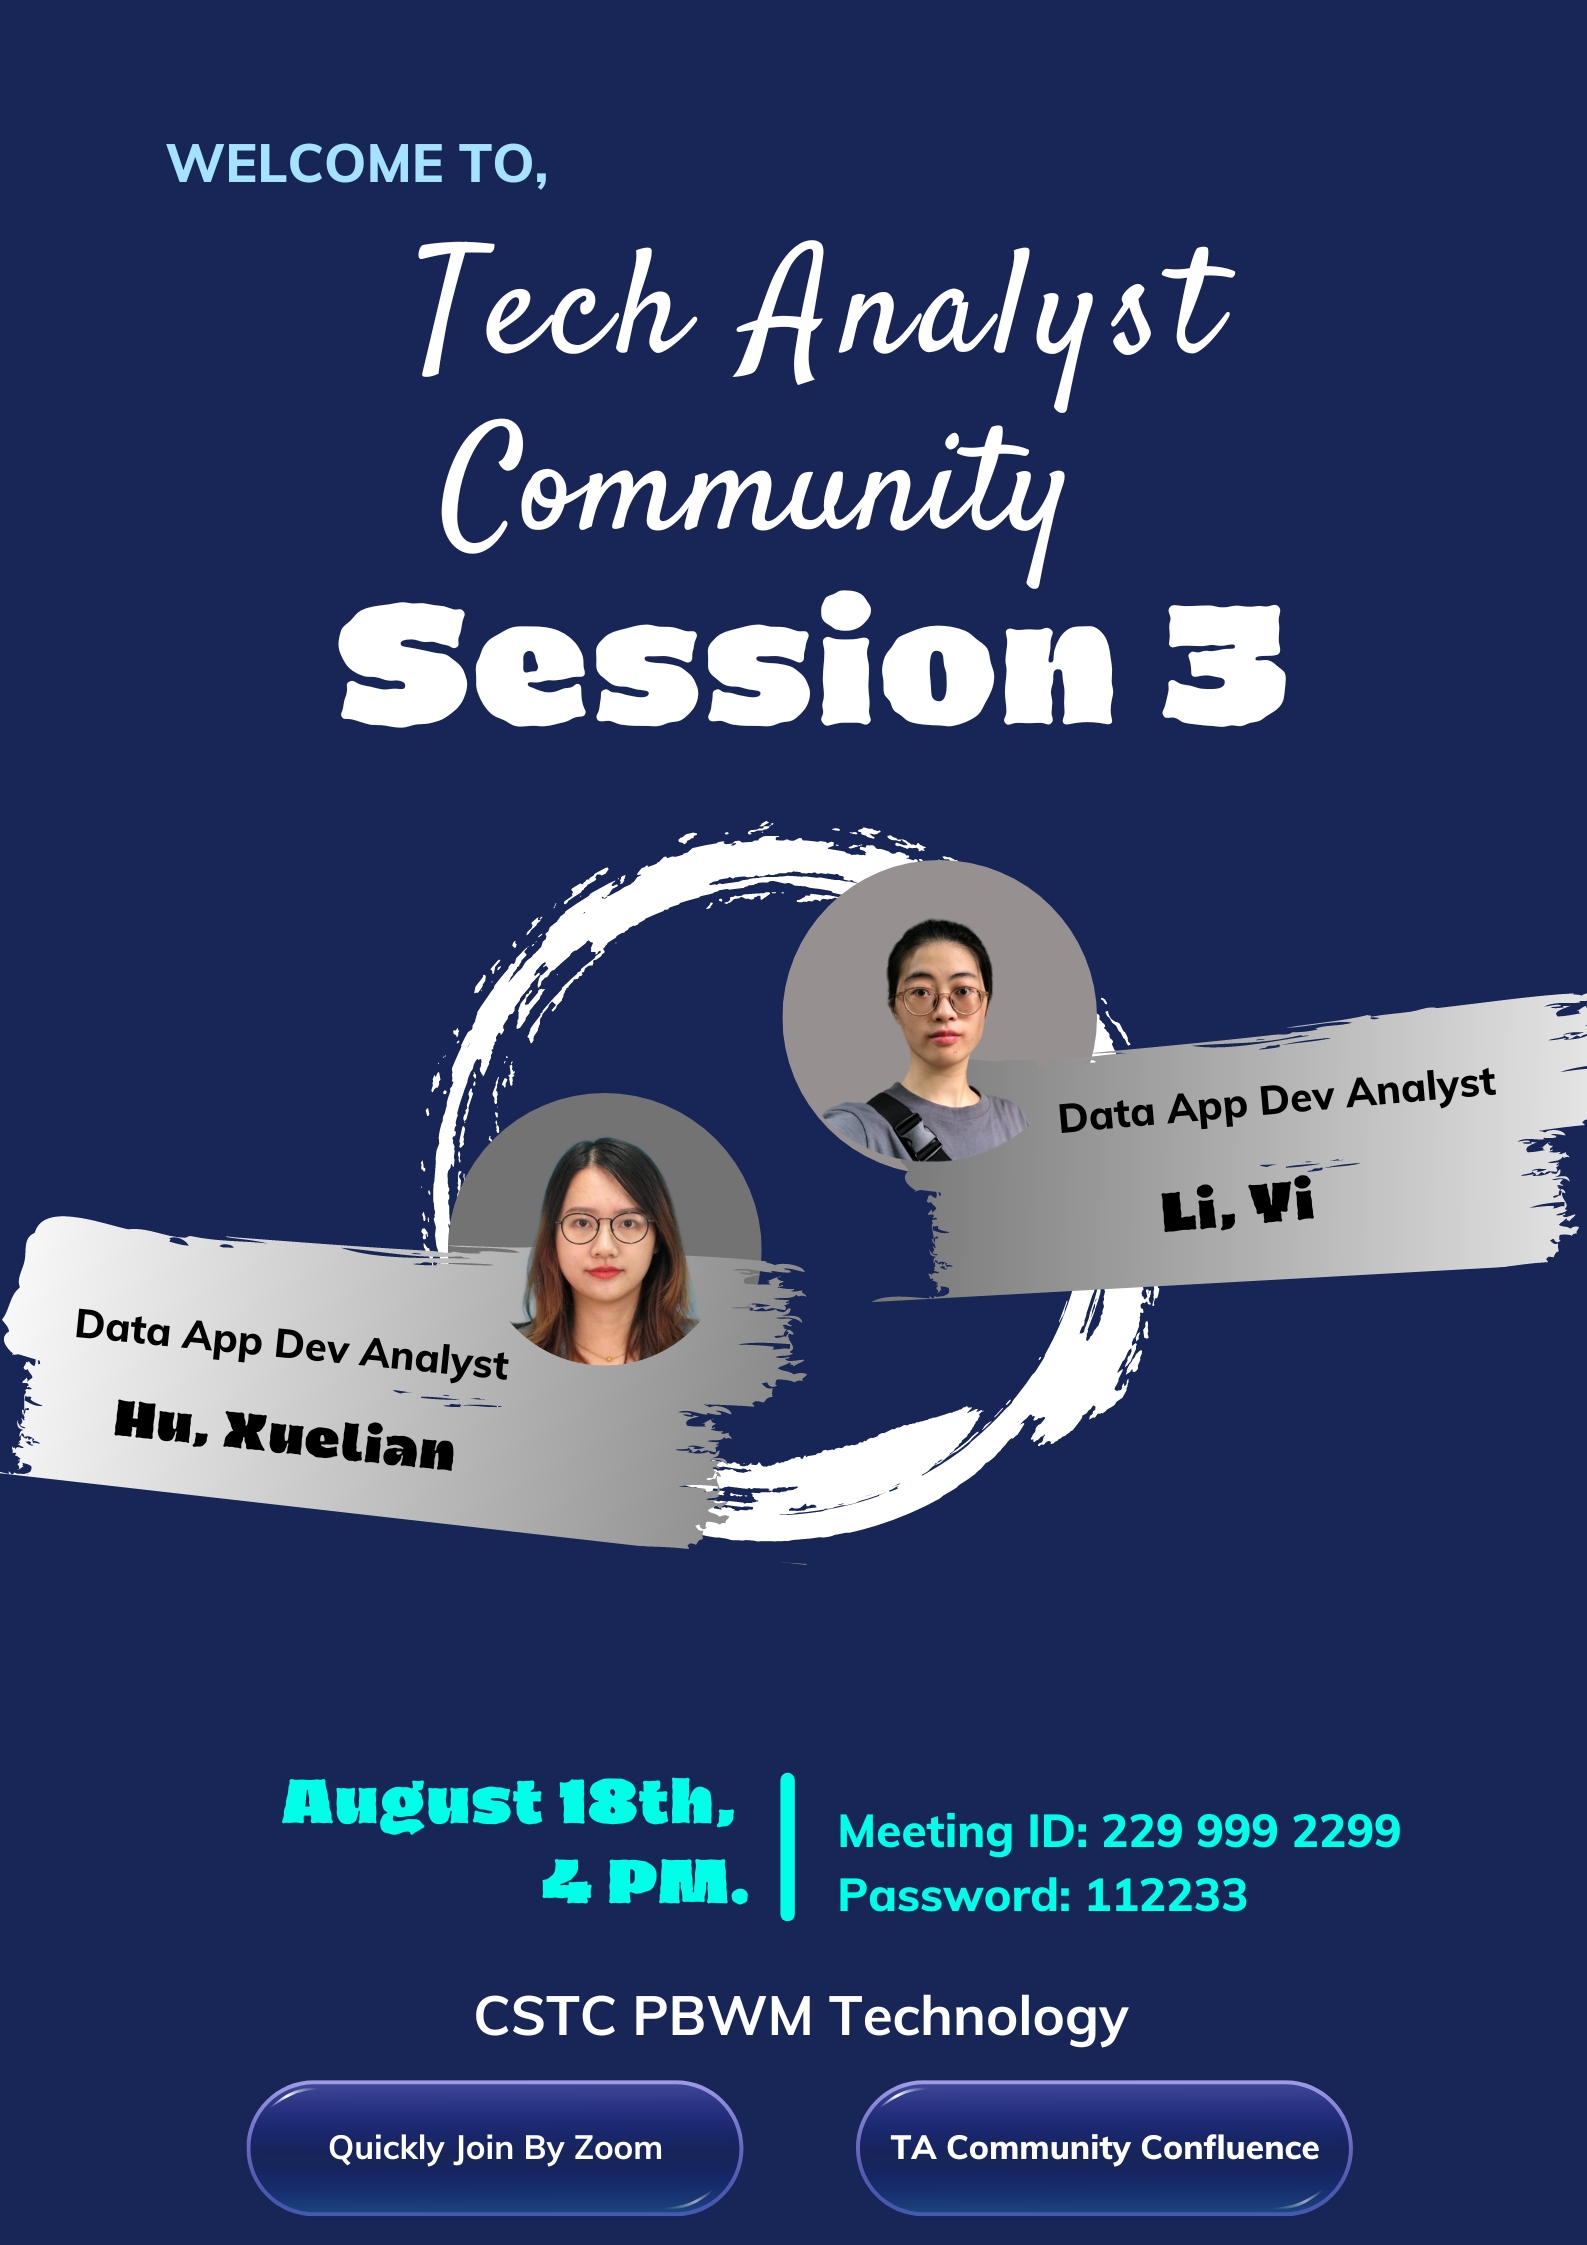 WELCOME TO,
Tech Analyst
Community
Session 3
Data App Dev Analyst
Li, Vi
Data App Dev Analyst
Hu, Xuelian
August 18th,
4 PM.
Meeting ID: 229 999 2299
Password: 112233
CSTC PBWM Technology
Quickly Join By Zoom
TA Community Confluence